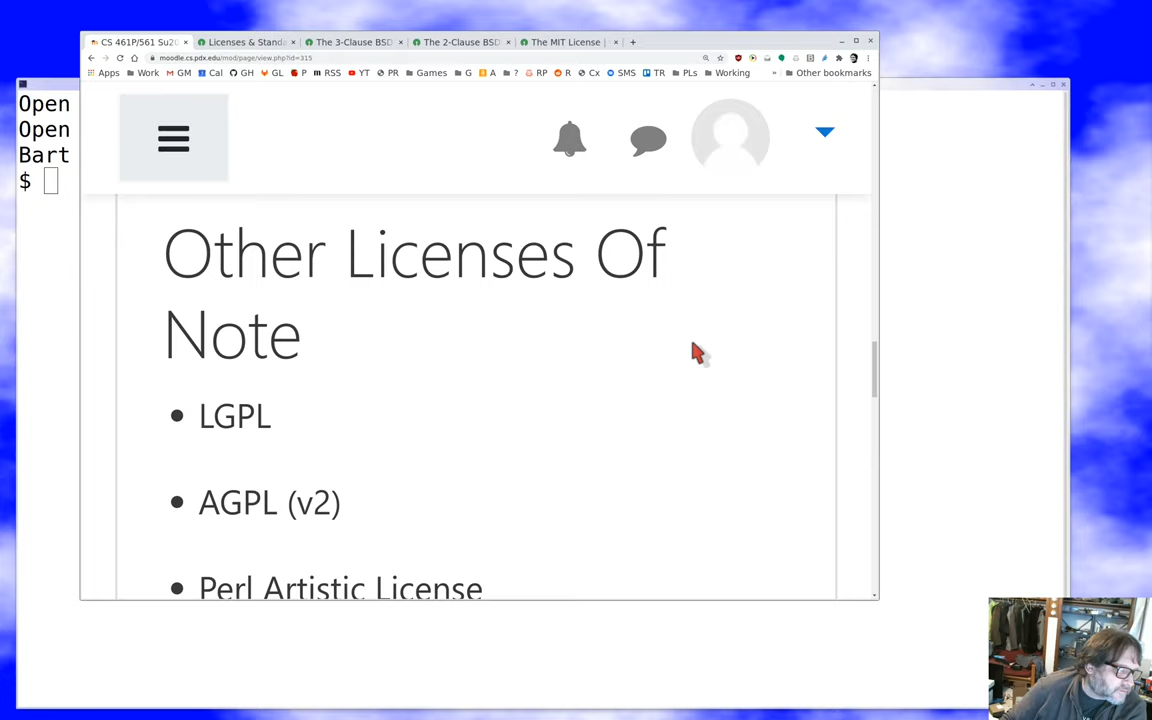 CS 461P/561 Su20
Licenses & Standa
The 3-Clause BSD
The 2-Clause BSD
The MIT License |
moodle.cs.pdx.edu/mod/page/view.php?id=315
Apps Work GM Cal GH GL P RSS YT PR Games G A ? RP R Cx SMS TR PLs Working » Other bookmarks
Open
Open
Bart
$
Other Licenses Of
Note
• LGPL
• AGPL (v2)
• Perl Artistic License